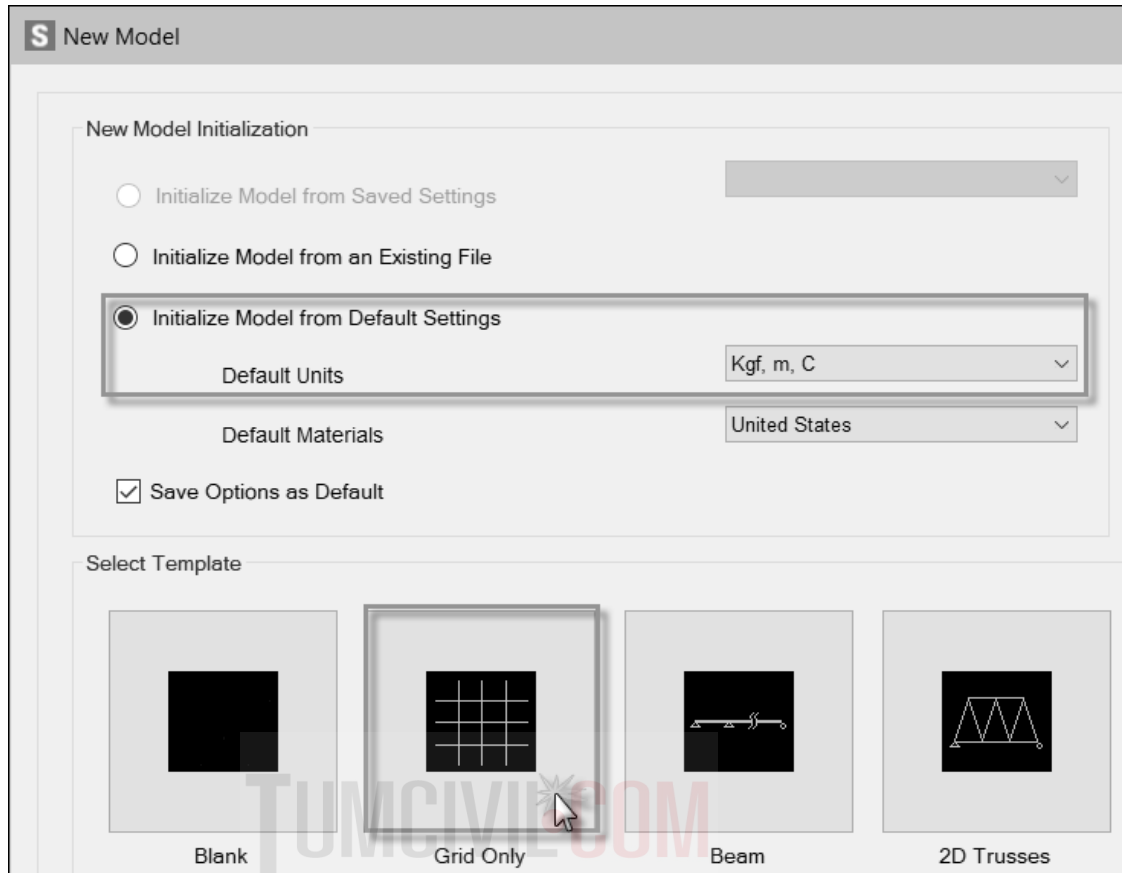 S New Model
New Model Initialization
Initialize Model from Saved Settings
Initialize Model from an Existing File
Initialize Model from Default Settings
Default Units Kgf, m, C
Default Materials United States
Save Options as Default
Select Template
TUMCIVIL.COM
Blank Grid Only Beam 2D Trusses